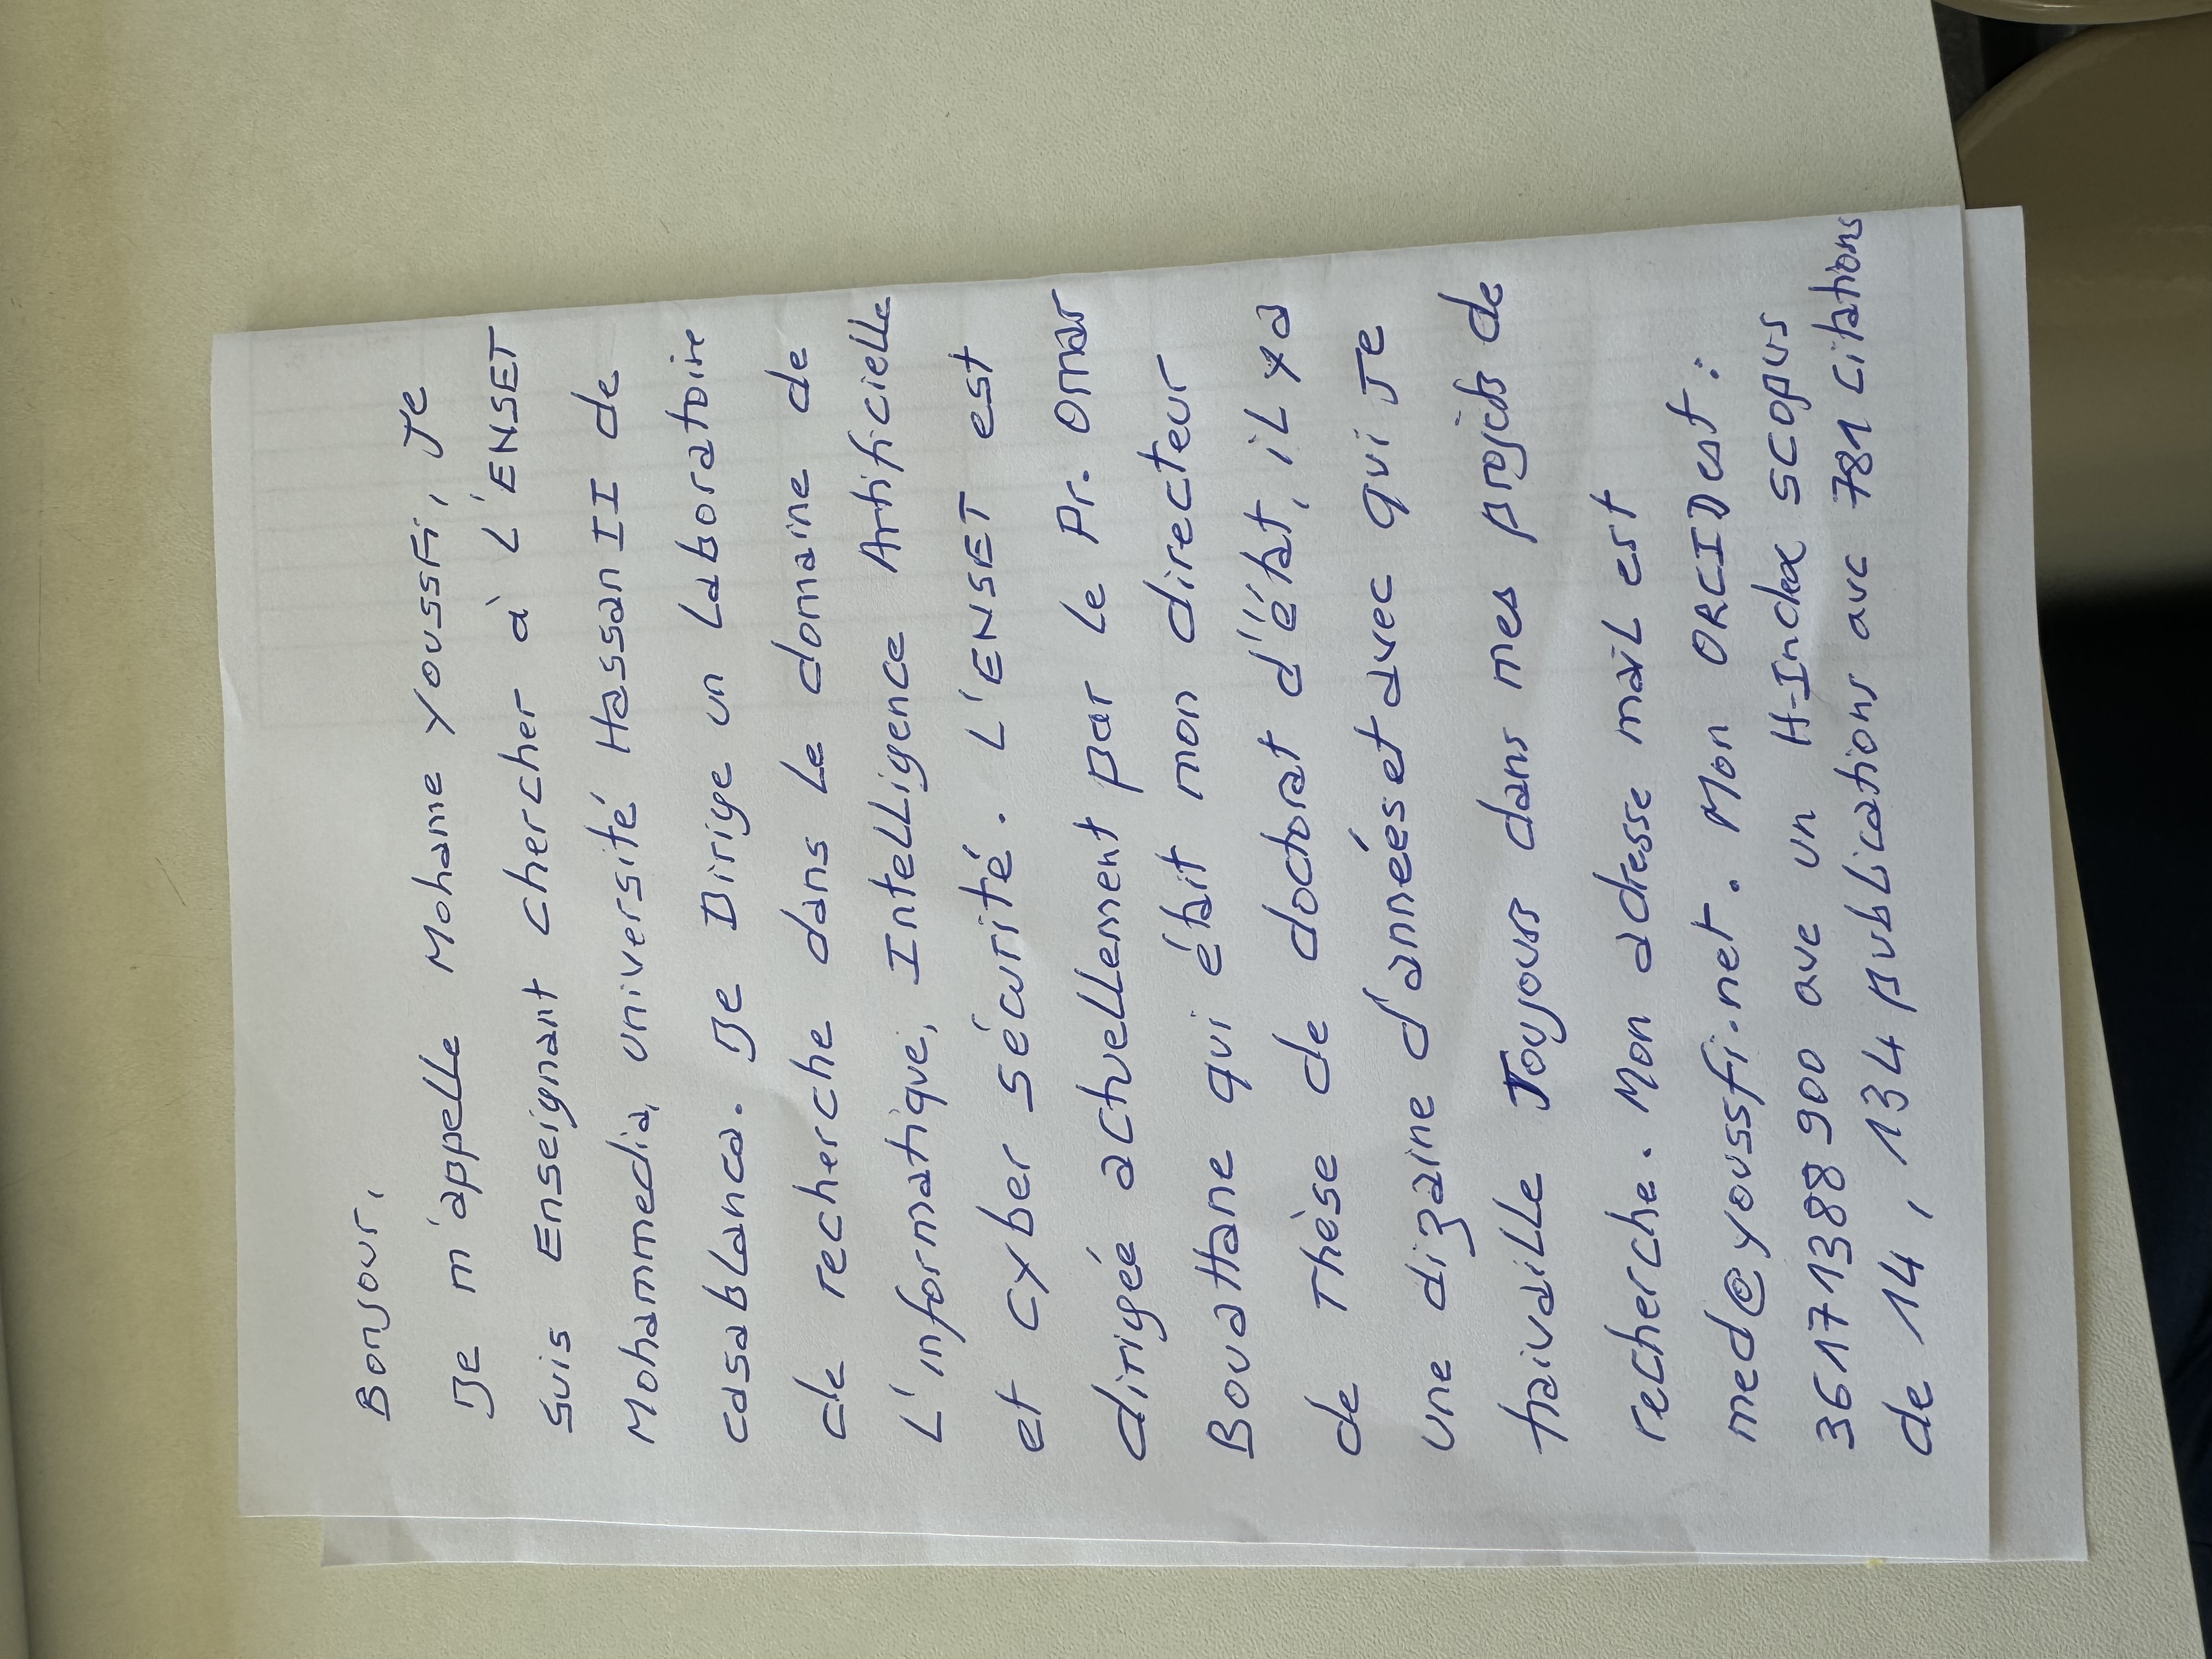 Bonjour,
Je m'appelle Mohame Youssfi, Je
suis Enseignant chercher à L'ENSET
Mohammedia, université Hassan II de
casablanca. Je Dirige un Laboratoire
de recherche dans Le domaine de
L'informatique, Intelligence Artificielle
et cyber sécurité. L'ENSET est
dirigée actuellement par Le Pr. Omar
Bouattane qui était mon directeur
de Thèse de doctorat d'état, il y a
une dizaine d'annéés et avec qui Je
traivaille Toujours dans mes projets de
recherche. Mon adresse mail est
med@youssfi.net. Mon ORCID est :
36171388900 ave un H-Index scopus
de 14, 134 publications avc 781 citations